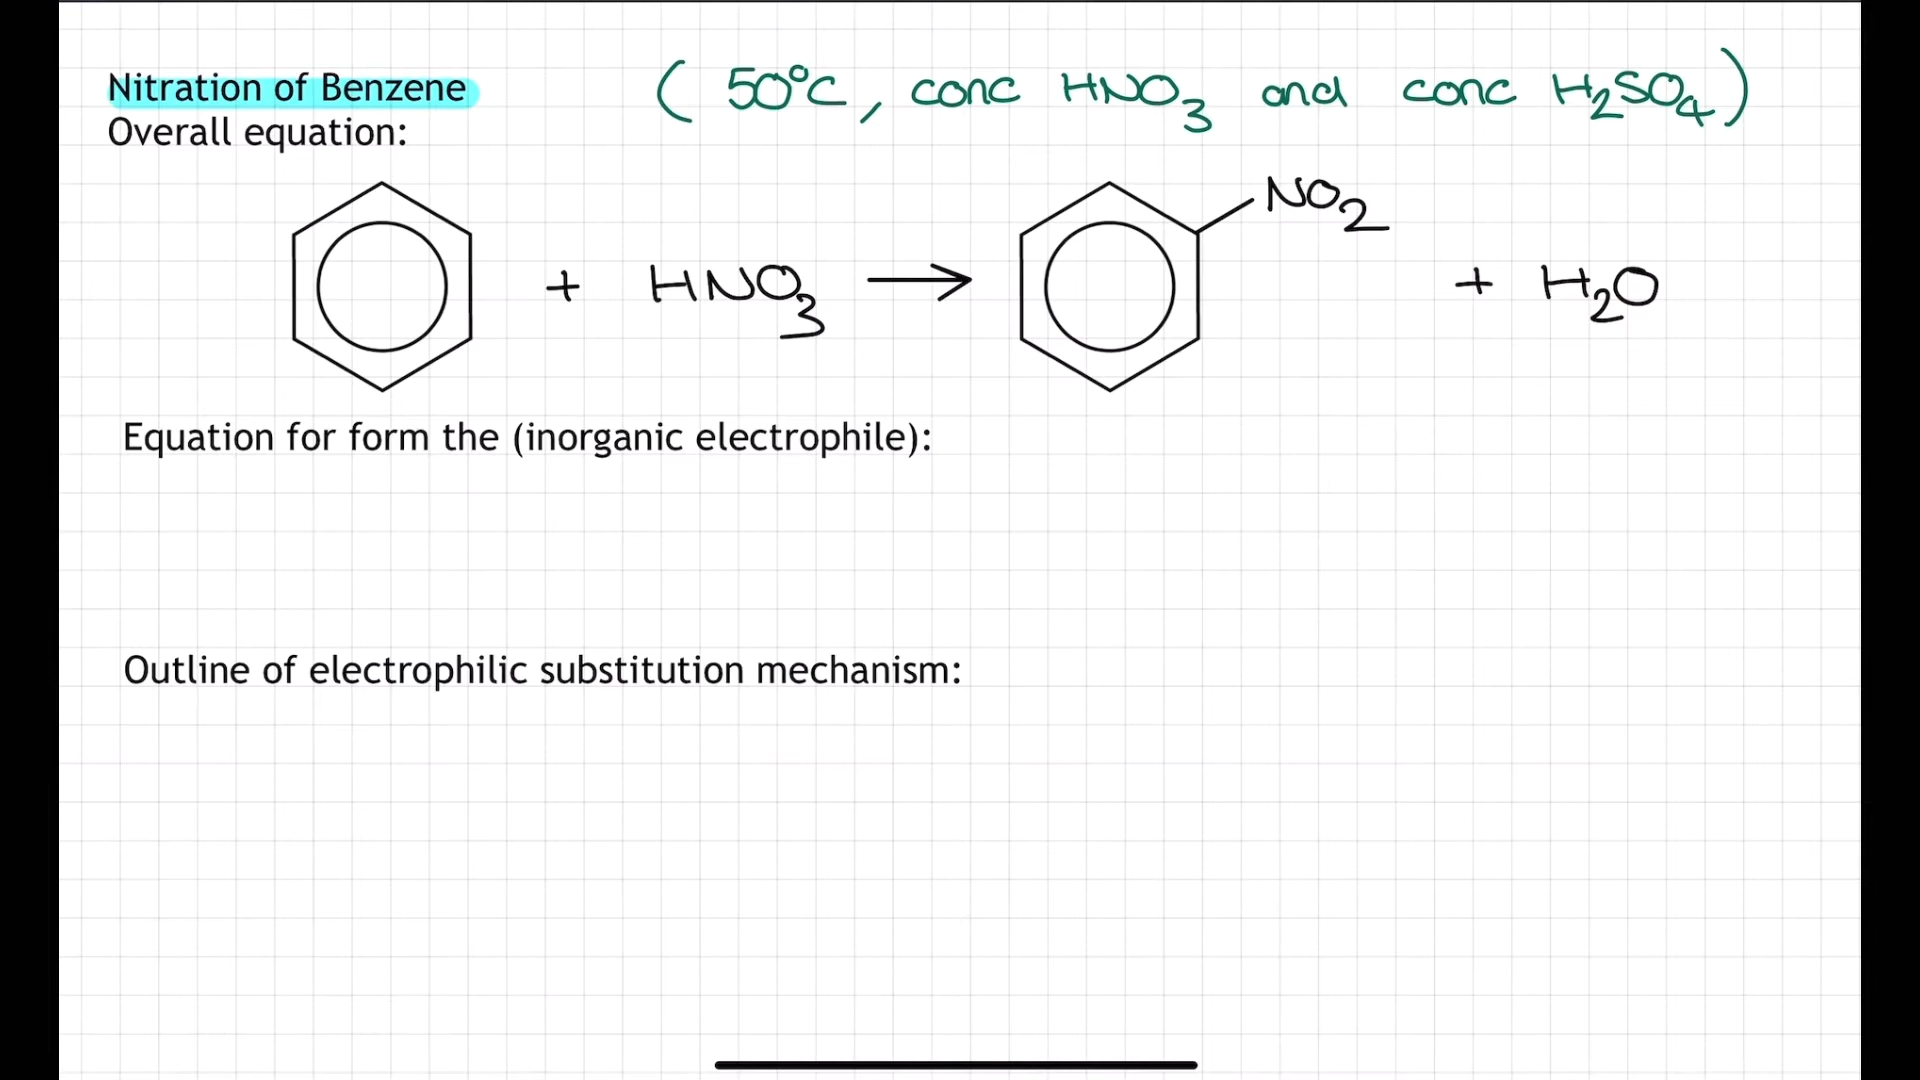 Nitration of Benzene (50°C, conc HNO₃ and conc H₂SO₄)
Overall equation:
NO₂
+ HNO₃ → + H₂O
Equation for form the (inorganic electrophile):
Outline of electrophilic substitution mechanism: